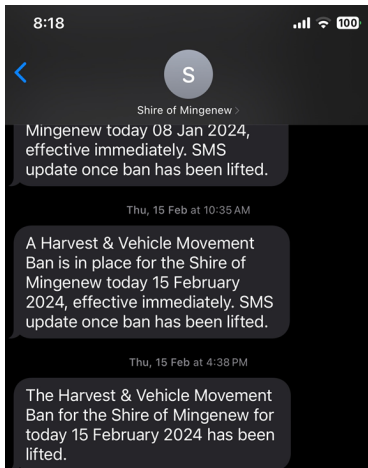 8:18
100
S
Shire of Mingenew
Mingenew today 08 Jan 2024,
effective immediately. SMS
update once ban has been lifted.
Thu, 15 Feb at 10:35 AM
A Harvest & Vehicle Movement
Ban is in place for the Shire of
Mingenew today 15 February
2024, effective immediately. SMS
update once ban has been lifted.
Thu, 15 Feb at 4:38 PM
The Harvest & Vehicle Movement
Ban for the Shire of Mingenew for
today 15 February 2024 has been
lifted.